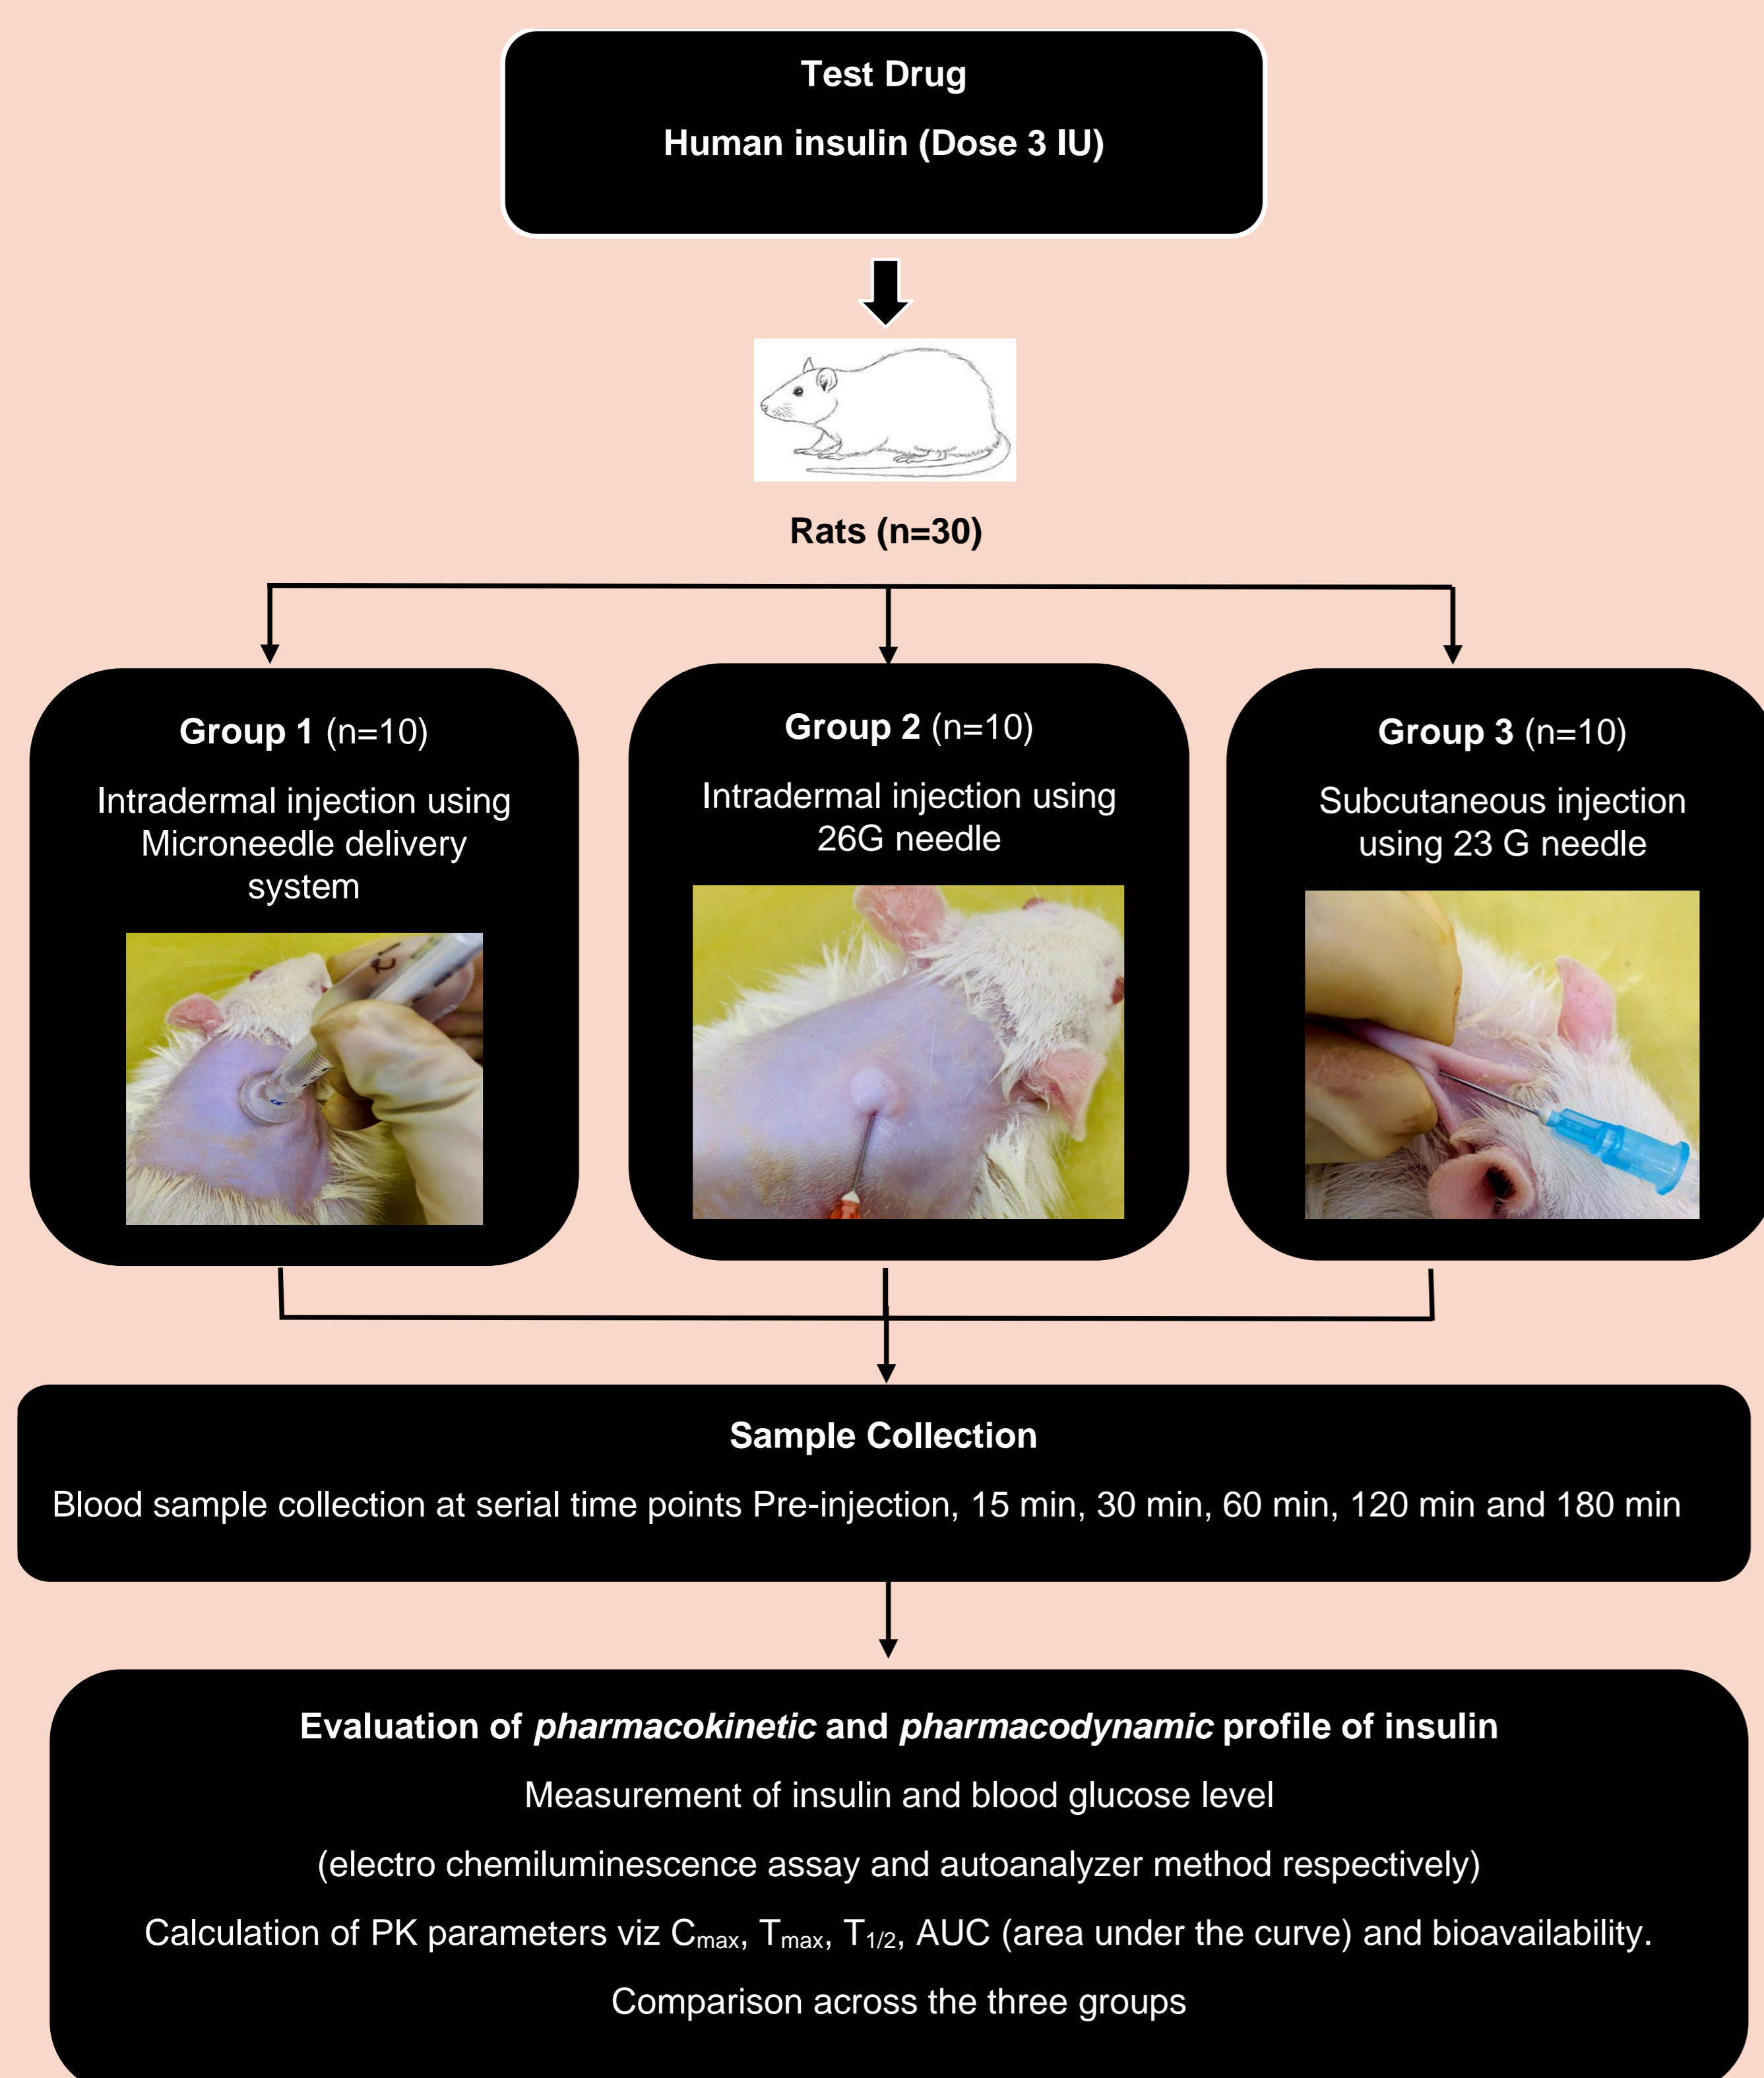 Test Drug
Human insulin (Dose 3 IU)
Rats (n=30)
Group 1 (n=10)
Intradermal injection using
Microneedle delivery
system
Group 2 (n=10)
Intradermal injection using
26G needle
Group 3 (n=10)
Subcutaneous injection
using 23 G needle
Sample Collection
Blood sample collection at serial time points Pre-injection, 15 min, 30 min, 60 min, 120 min and 180 min
Evaluation of pharmacokinetic and pharmacodynamic profile of insulin
Measurement of insulin and blood glucose level
(electro chemiluminescence assay and autoanalyzer method respectively)
Calculation of PK parameters viz Cmax, Tmax, T1/2, AUC (area under the curve) and bioavailability.
Comparison across the three groups